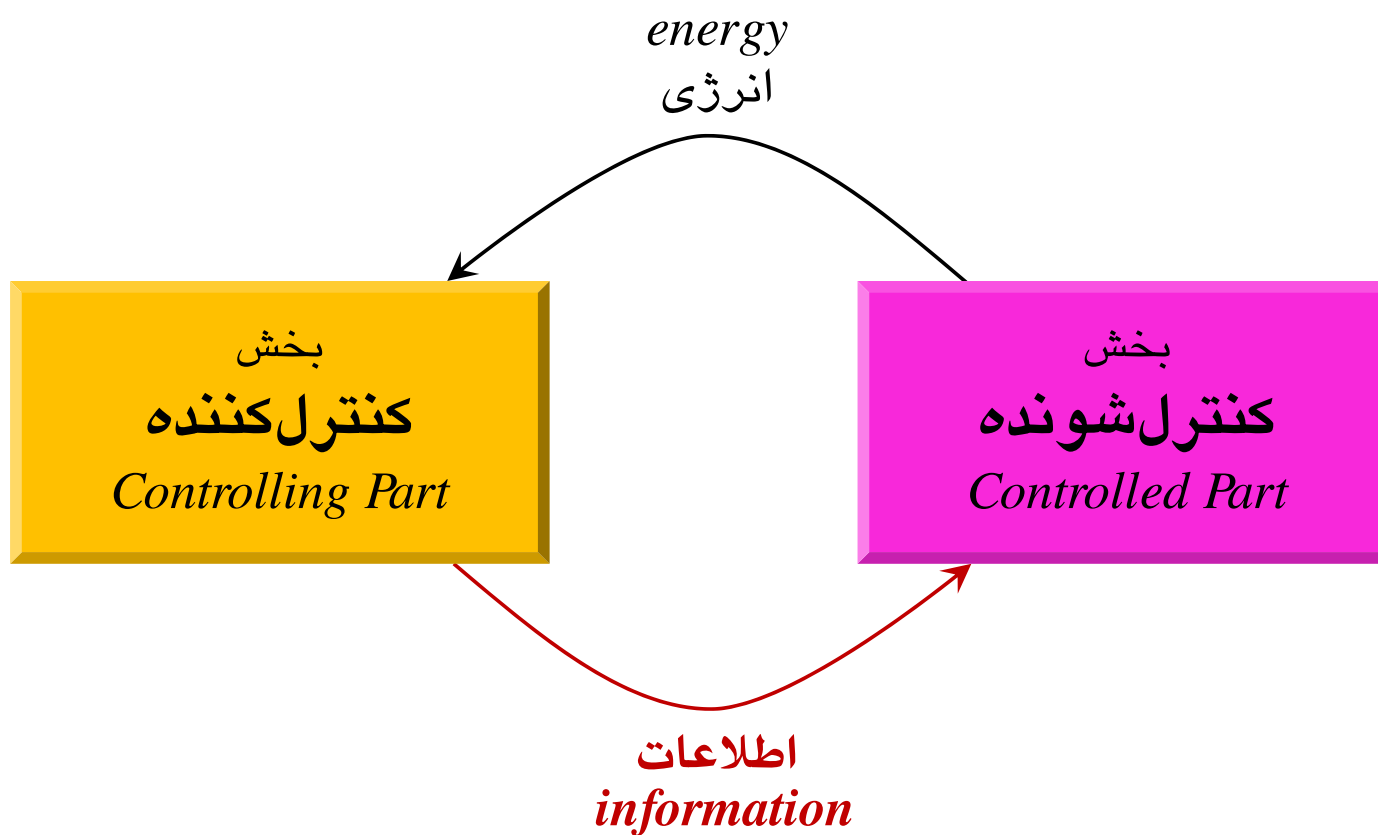 energy
انرژی
بخش
کنترل‌کننده
Controlling Part
بخش
کنترل‌شونده
Controlled Part
اطلاعات
information